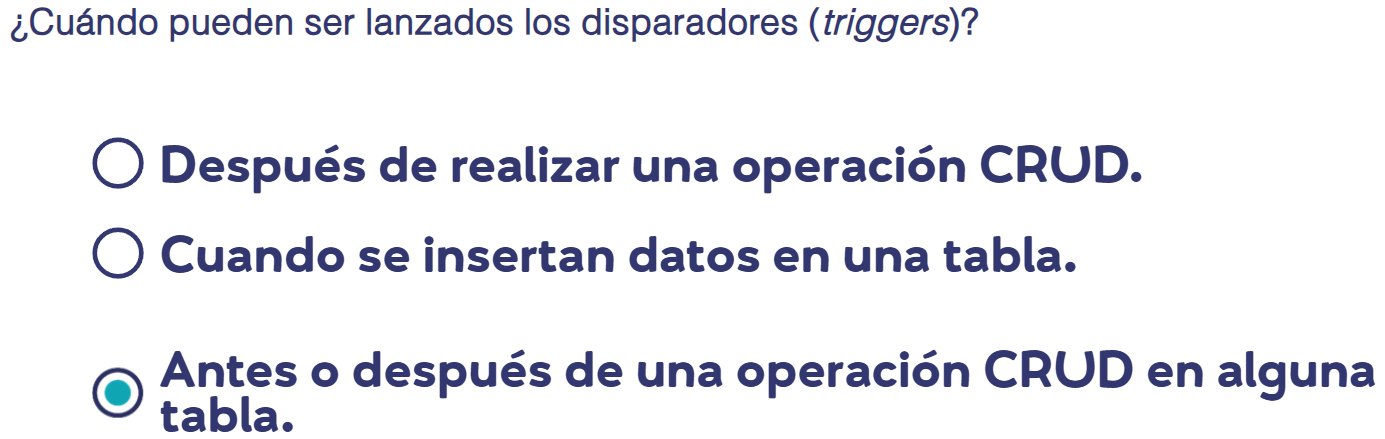 ¿Cuándo pueden ser lanzados los disparadores (triggers)?
Después de realizar una operación CRUD.
Cuando se insertan datos en una tabla.
Antes o después de una operación CRUD en alguna
tabla.